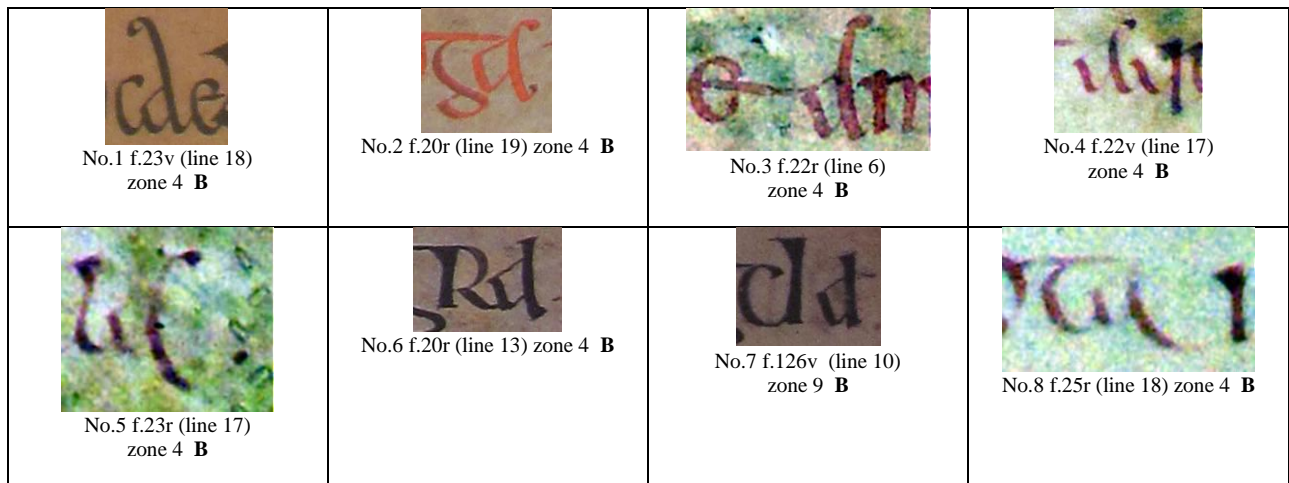 No.1 f.23v (line 18)
zone 4 B
No.2 f.20r (line 19) zone 4 B
No.3 f.22r (line 6)
zone 4 B
No.4 f.22v (line 17)
zone 4 B
No.5 f.23r (line 17)
zone 4 B
No.6 f.20r (line 13) zone 4 B
No.7 f.126v (line 10)
zone 9 B
No.8 f.25r (line 18) zone 4 B